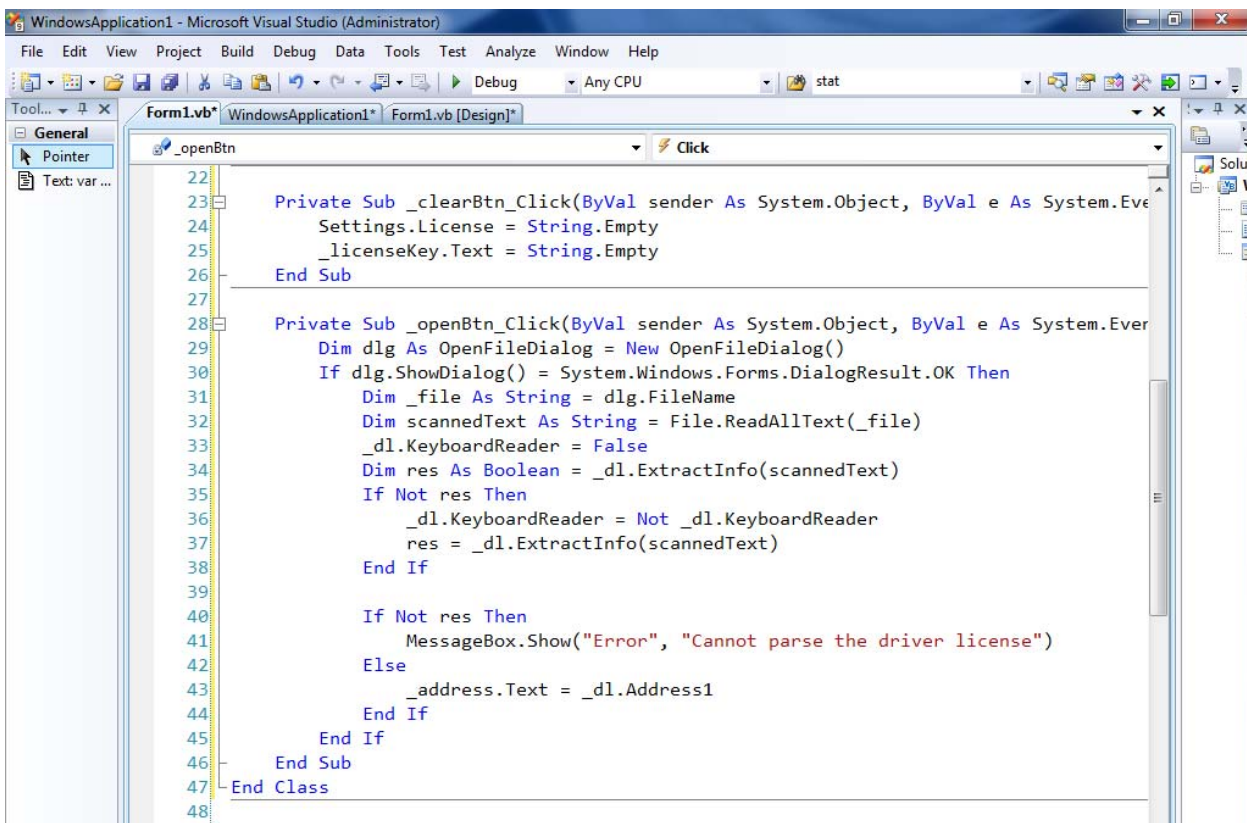 WindowsApplication1 - Microsoft Visual Studio (Administrator)
File Edit View Project Build Debug Data Tools Test Analyze Window Help
Debug Any CPU stat
Tool...
Form1.vb* WindowsApplication1* Form1.vb [Design]*
General
_openBtn Click
Pointer
Solu
Text: var ...
22
23 Private Sub _clearBtn_Click(ByVal sender As System.Object, ByVal e As System.Eve
24 Settings.License = String.Empty
25 _licenseKey.Text = String.Empty
26 End Sub
27
28 Private Sub _openBtn_Click(ByVal sender As System.Object, ByVal e As System.Even
29 Dim dlg As OpenFileDialog = New OpenFileDialog()
30 If dlg.ShowDialog() = System.Windows.Forms.DialogResult.OK Then
31 Dim _file As String = dlg.FileName
32 Dim scannedText As String = File.ReadAllText(_file)
33 _dl.KeyboardReader = False
34 Dim res As Boolean = _dl.ExtractInfo(scannedText)
35 If Not res Then
36 _dl.KeyboardReader = Not _dl.KeyboardReader
37 res = _dl.ExtractInfo(scannedText)
38 End If
39
40 If Not res Then
41 MessageBox.Show("Error", "Cannot parse the driver license")
42 Else
43 _address.Text = _dl.Address1
44 End If
45 End If
46 End Sub
47 End Class
48